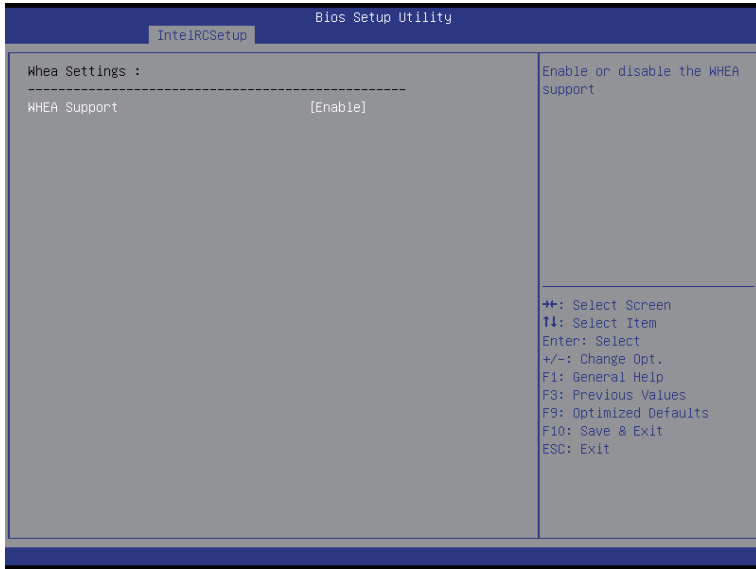 Bios Setup Utility
IntelRCSetup
Whea Settings :
--------------------------------------------------
WHEA Support [Enable]
Enable or disable the WHEA
support
→←: Select Screen
↑↓: Select Item
Enter: Select
+/-: Change Opt.
F1: General Help
F3: Previous Values
F9: Optimized Defaults
F10: Save & Exit
ESC: Exit